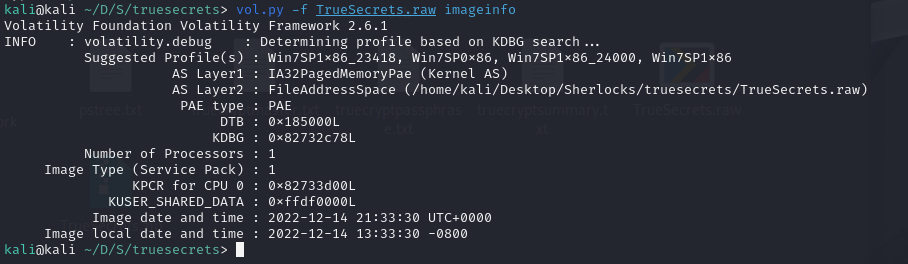 kali@kali ~/D/S/truesecrets> vol.py -f TrueSecrets.raw imageinfo
Volatility Foundation Volatility Framework 2.6.1
INFO    : volatility.debug    : Determining profile based on KDBG search...
          Suggested Profile(s) : Win7SP1x86_23418, Win7SP0x86, Win7SP1x86_24000, Win7SP1x86
                     AS Layer1 : IA32PagedMemoryPae (Kernel AS)
                     AS Layer2 : FileAddressSpace (/home/kali/Desktop/Sherlocks/truesecrets/TrueSecrets.raw)
                      PAE type : PAE
                           DTB : 0x185000L
                          KDBG : 0x82732c78L
          Number of Processors : 1
     Image Type (Service Pack) : 1
                KPCR for CPU 0 : 0x82733d00L
             KUSER_SHARED_DATA : 0xffdf0000L
           Image date and time : 2022-12-14 21:33:30 UTC+0000
     Image local date and time : 2022-12-14 13:33:30 -0800
kali@kali ~/D/S/truesecrets>
pstree.txt
TrueSecrets.raw